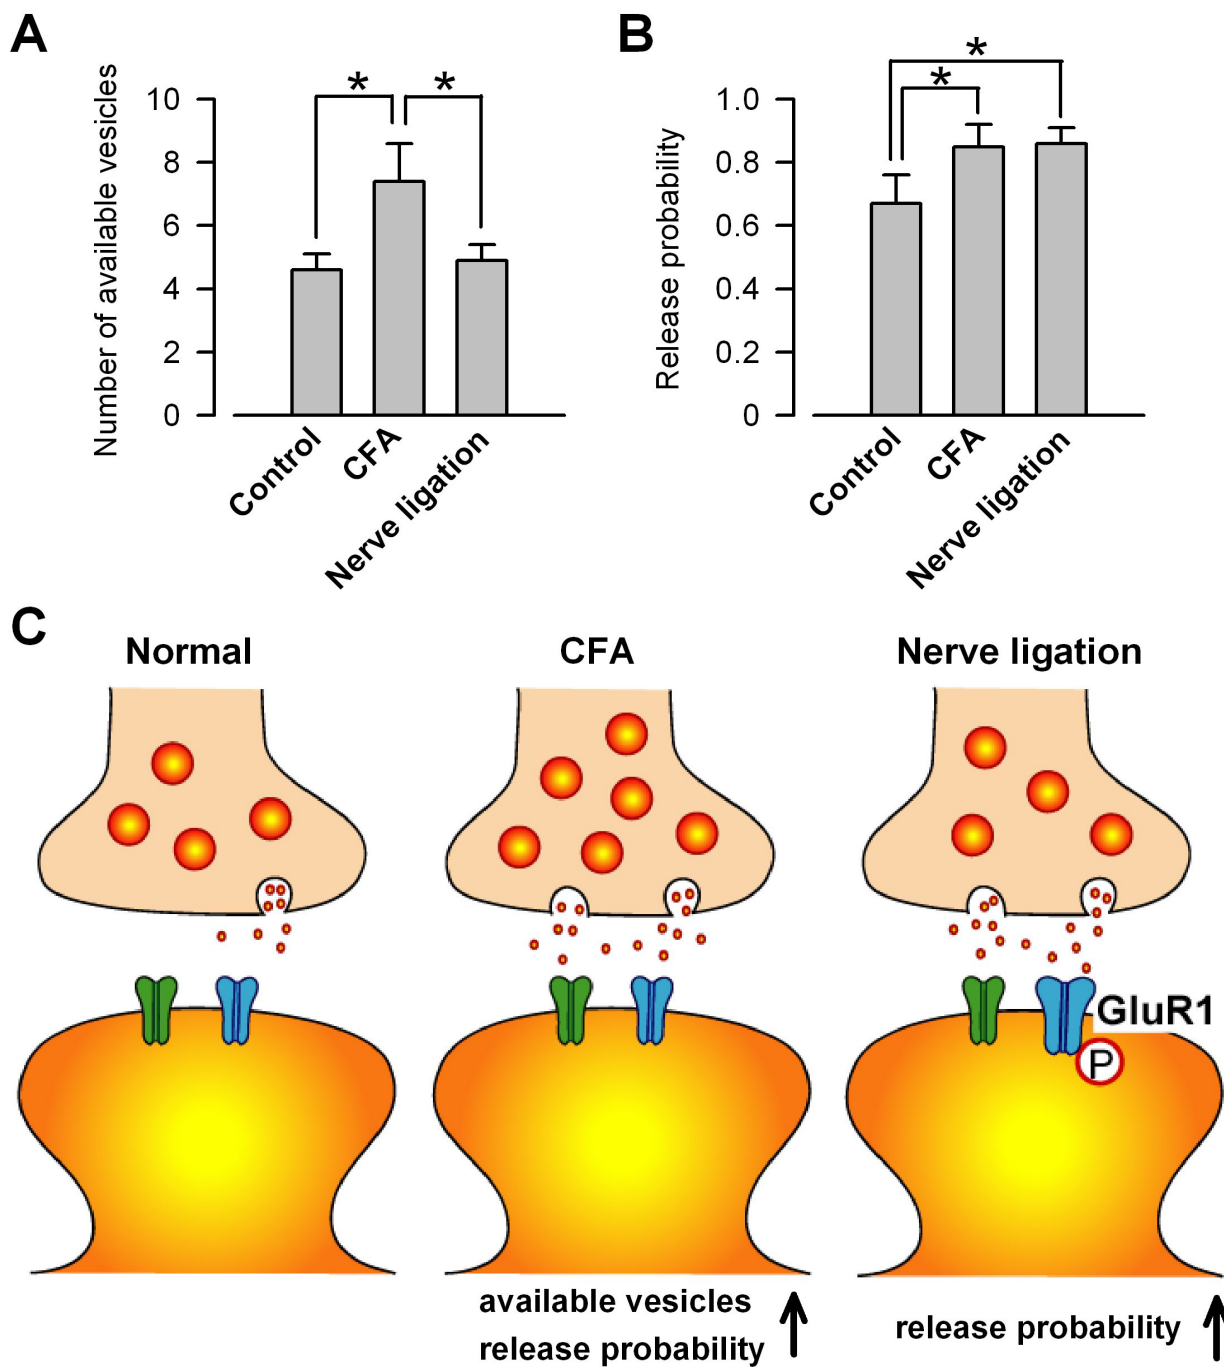 A
Number of available vesicles
10
8
6
4
2
0
* *
Control
CFA
Nerve ligation
B
Release probability
1.0
0.8
0.6
0.4
0.2
0
*
*
Control
CFA
Nerve ligation
C
Normal
CFA
Nerve ligation
GluR1
P
available vesicles
release probability
release probability